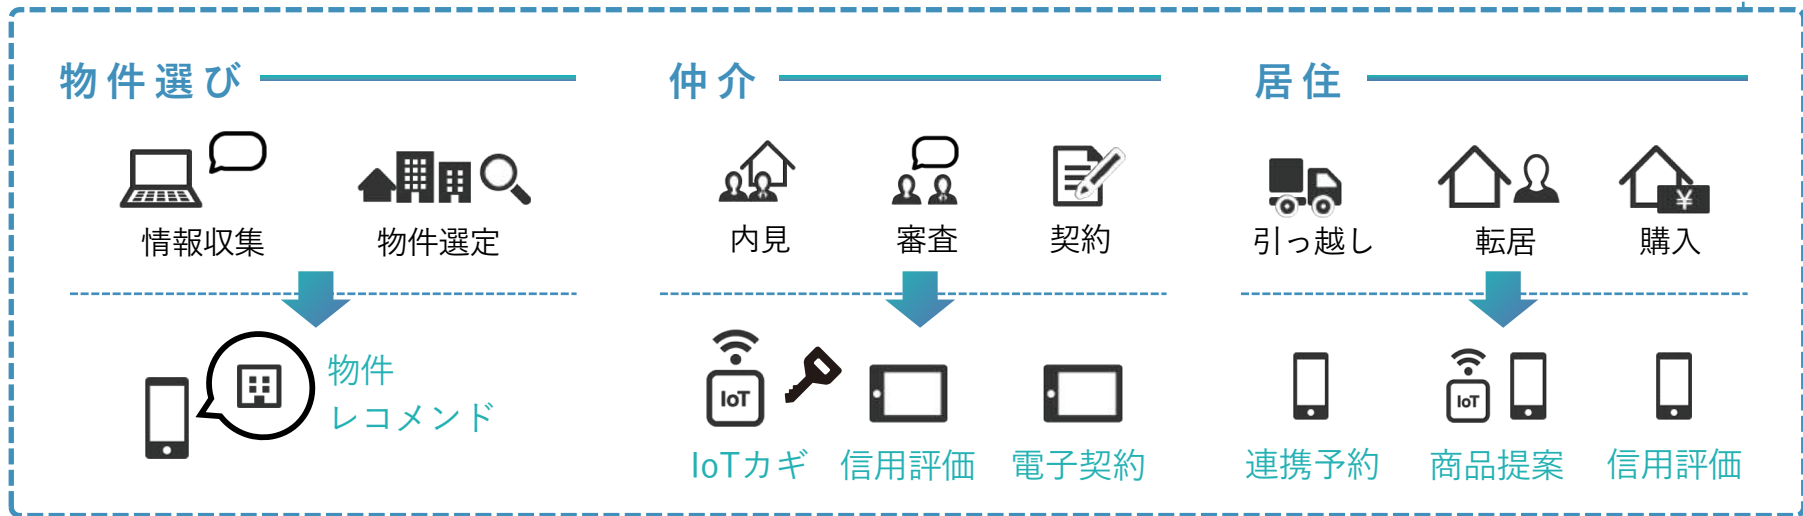 物件選び
仲介
居住
情報収集
物件選定
内見
審査
契約
引っ越し
転居
¥
購入
物件
レコメンド
IoT
IoTカギ
信用評価
電子契約
連携予約
IoT
商品提案
信用評価